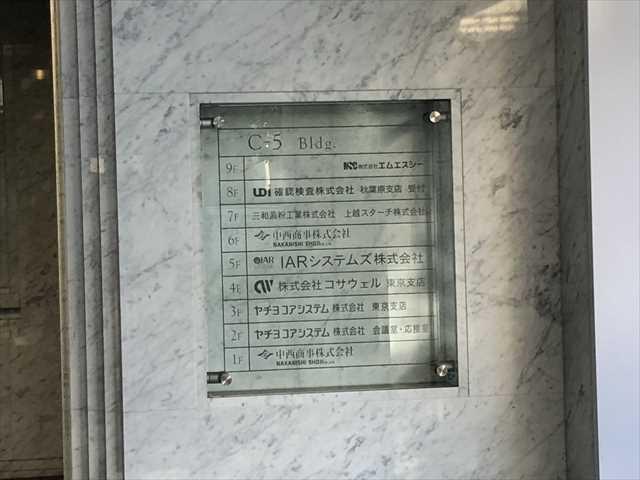 C-5 Bldg.
9F MSC 株式会社エムエスシー
8F UDI 確認検査株式会社 秋葉原支店 受付
7F 三和澱粉工業株式会社 上越スターチ株式会社
6F 中西商事株式会社
NAKANISHI SHOJI CO.,LTD.
5F IAR IARシステムズ株式会社
4F 株式会社 コサウェル 東京支店
3F ヤチヨコアシステム 株式会社 東京支店
2F ヤチヨコアシステム 株式会社 会議室・応接室
1F 中西商事株式会社
NAKANISHI SHOJI CO.,LTD.